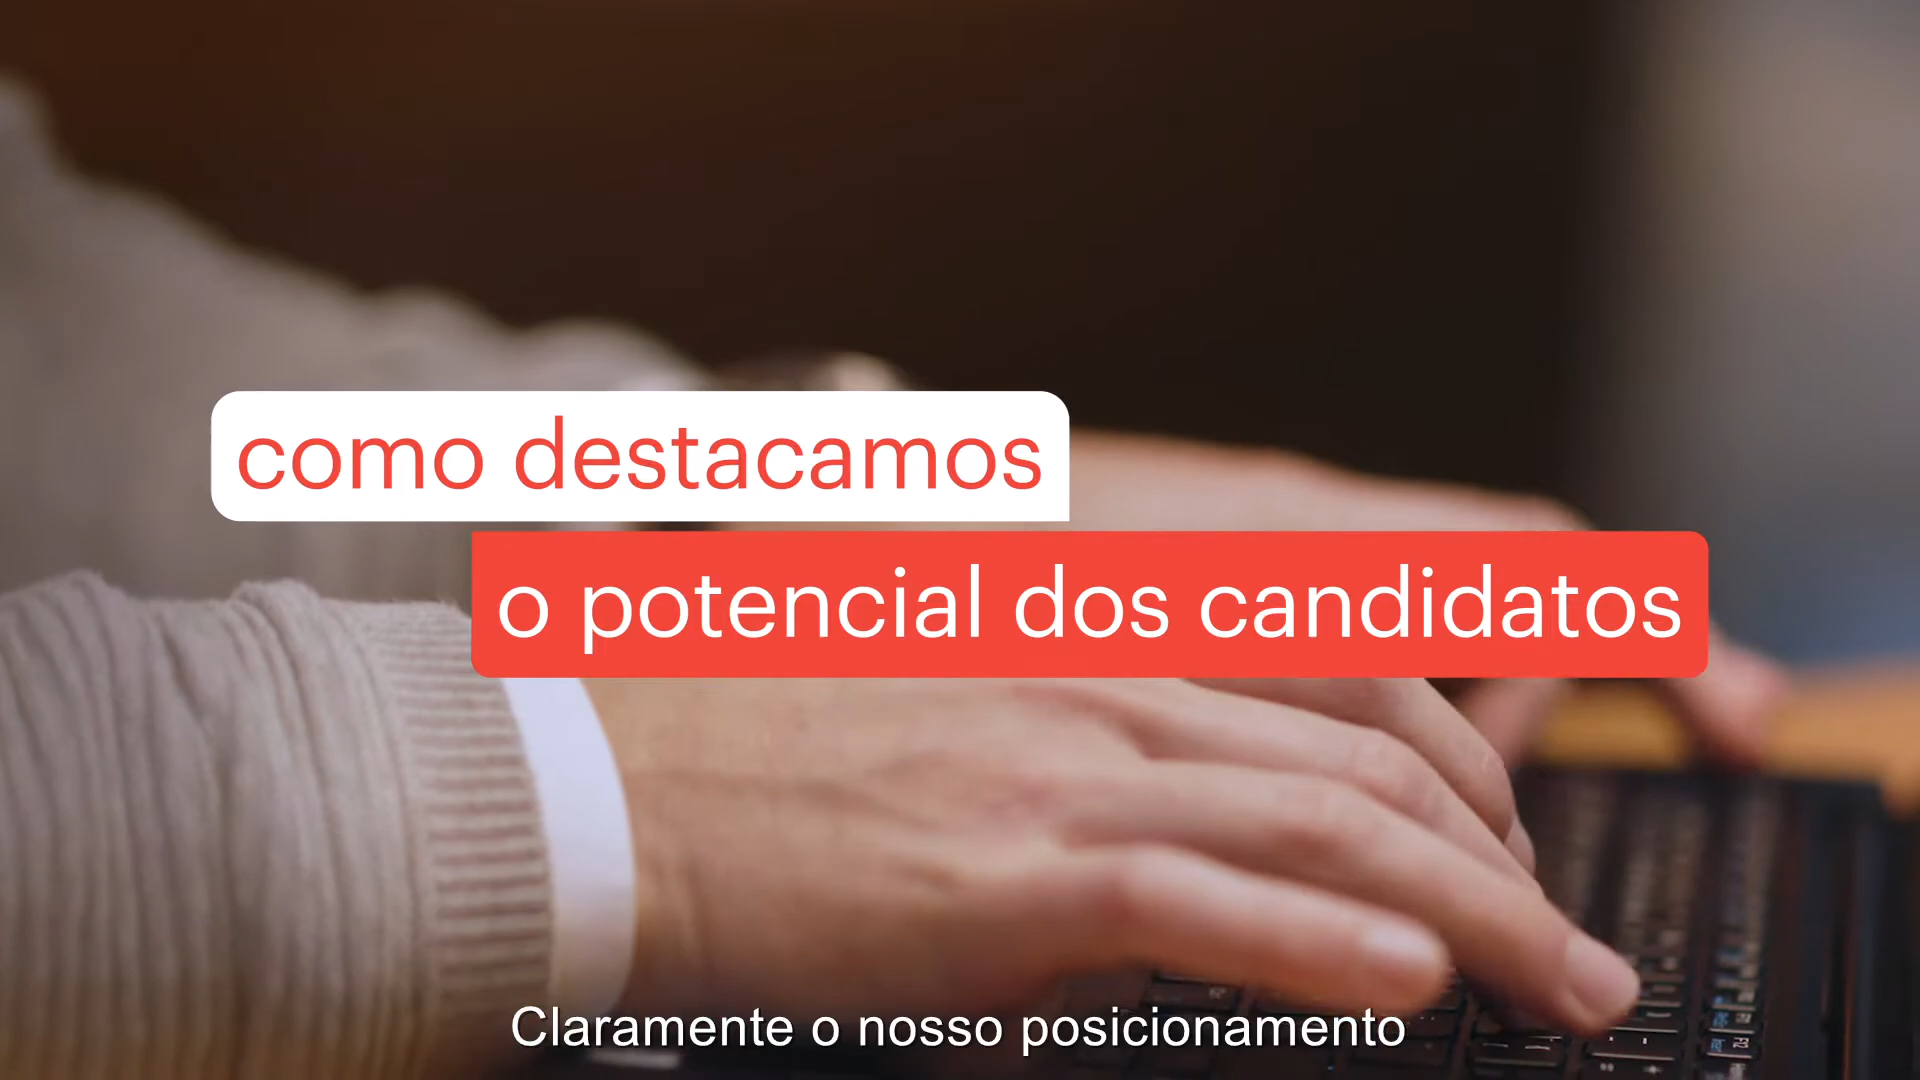 como destacamos
o potencial dos candidatos
Claramente o nosso posicionamento